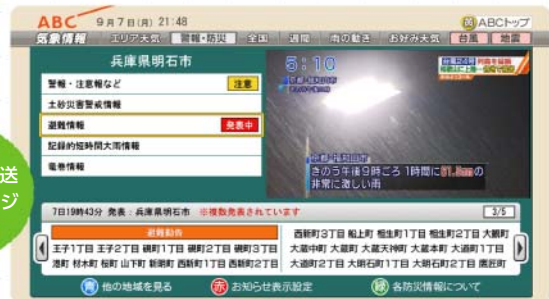 ABC 9月7日(月) 21:48 ABCトップ
気象情報 エリア天気 警報・防災 全国 週間 雨の動き お好み天気 台風 地震
兵庫県明石市
警報・注意報など 注意
土砂災害警戒情報
避難情報 発表中
記録的短時間大雨情報
竜巻情報
5:10
きのう午後9時ごろ 1時間に
非常に激しい雨
送
ジ
7日19時43分 発表:兵庫県明石市 ※複数発表されています 3/5
避難勧告
王子1丁目 王子2丁目 硯町1丁目 硯町2丁目 硯町3丁目
港町 材木町 桜町 山下町 新明町 西新町1丁目 西新町2丁目
西新町3丁目 船上町 相生町1丁目 相生町2丁目 大観町
大蔵中町 大蔵町 大蔵天神町 大蔵本町 大道町1丁目
大道町2丁目 大明石町1丁目 大明石町2丁目 鷹匠町
青 他の地域を見る 赤 お知らせ表示設定 緑 各防災情報について